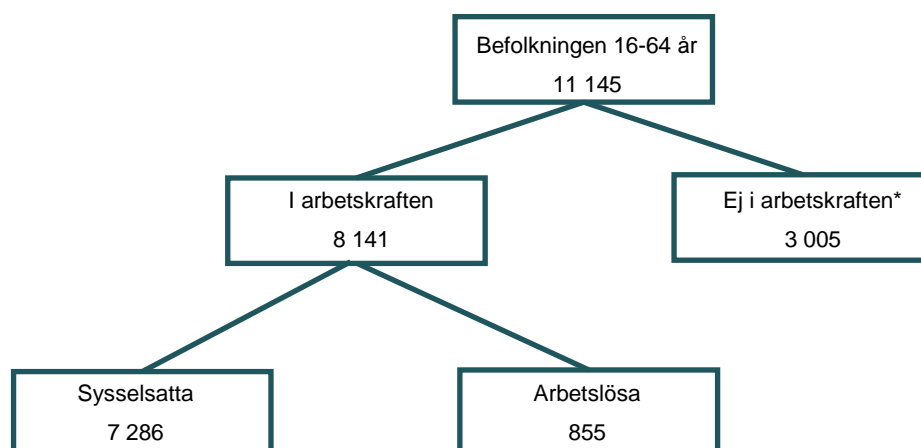 Befolkningen 16-64 år
11 145
I arbetskraften
8 141
Ej i arbetskraften*
3 005
Sysselsatta
7 286
Arbetslösa
855